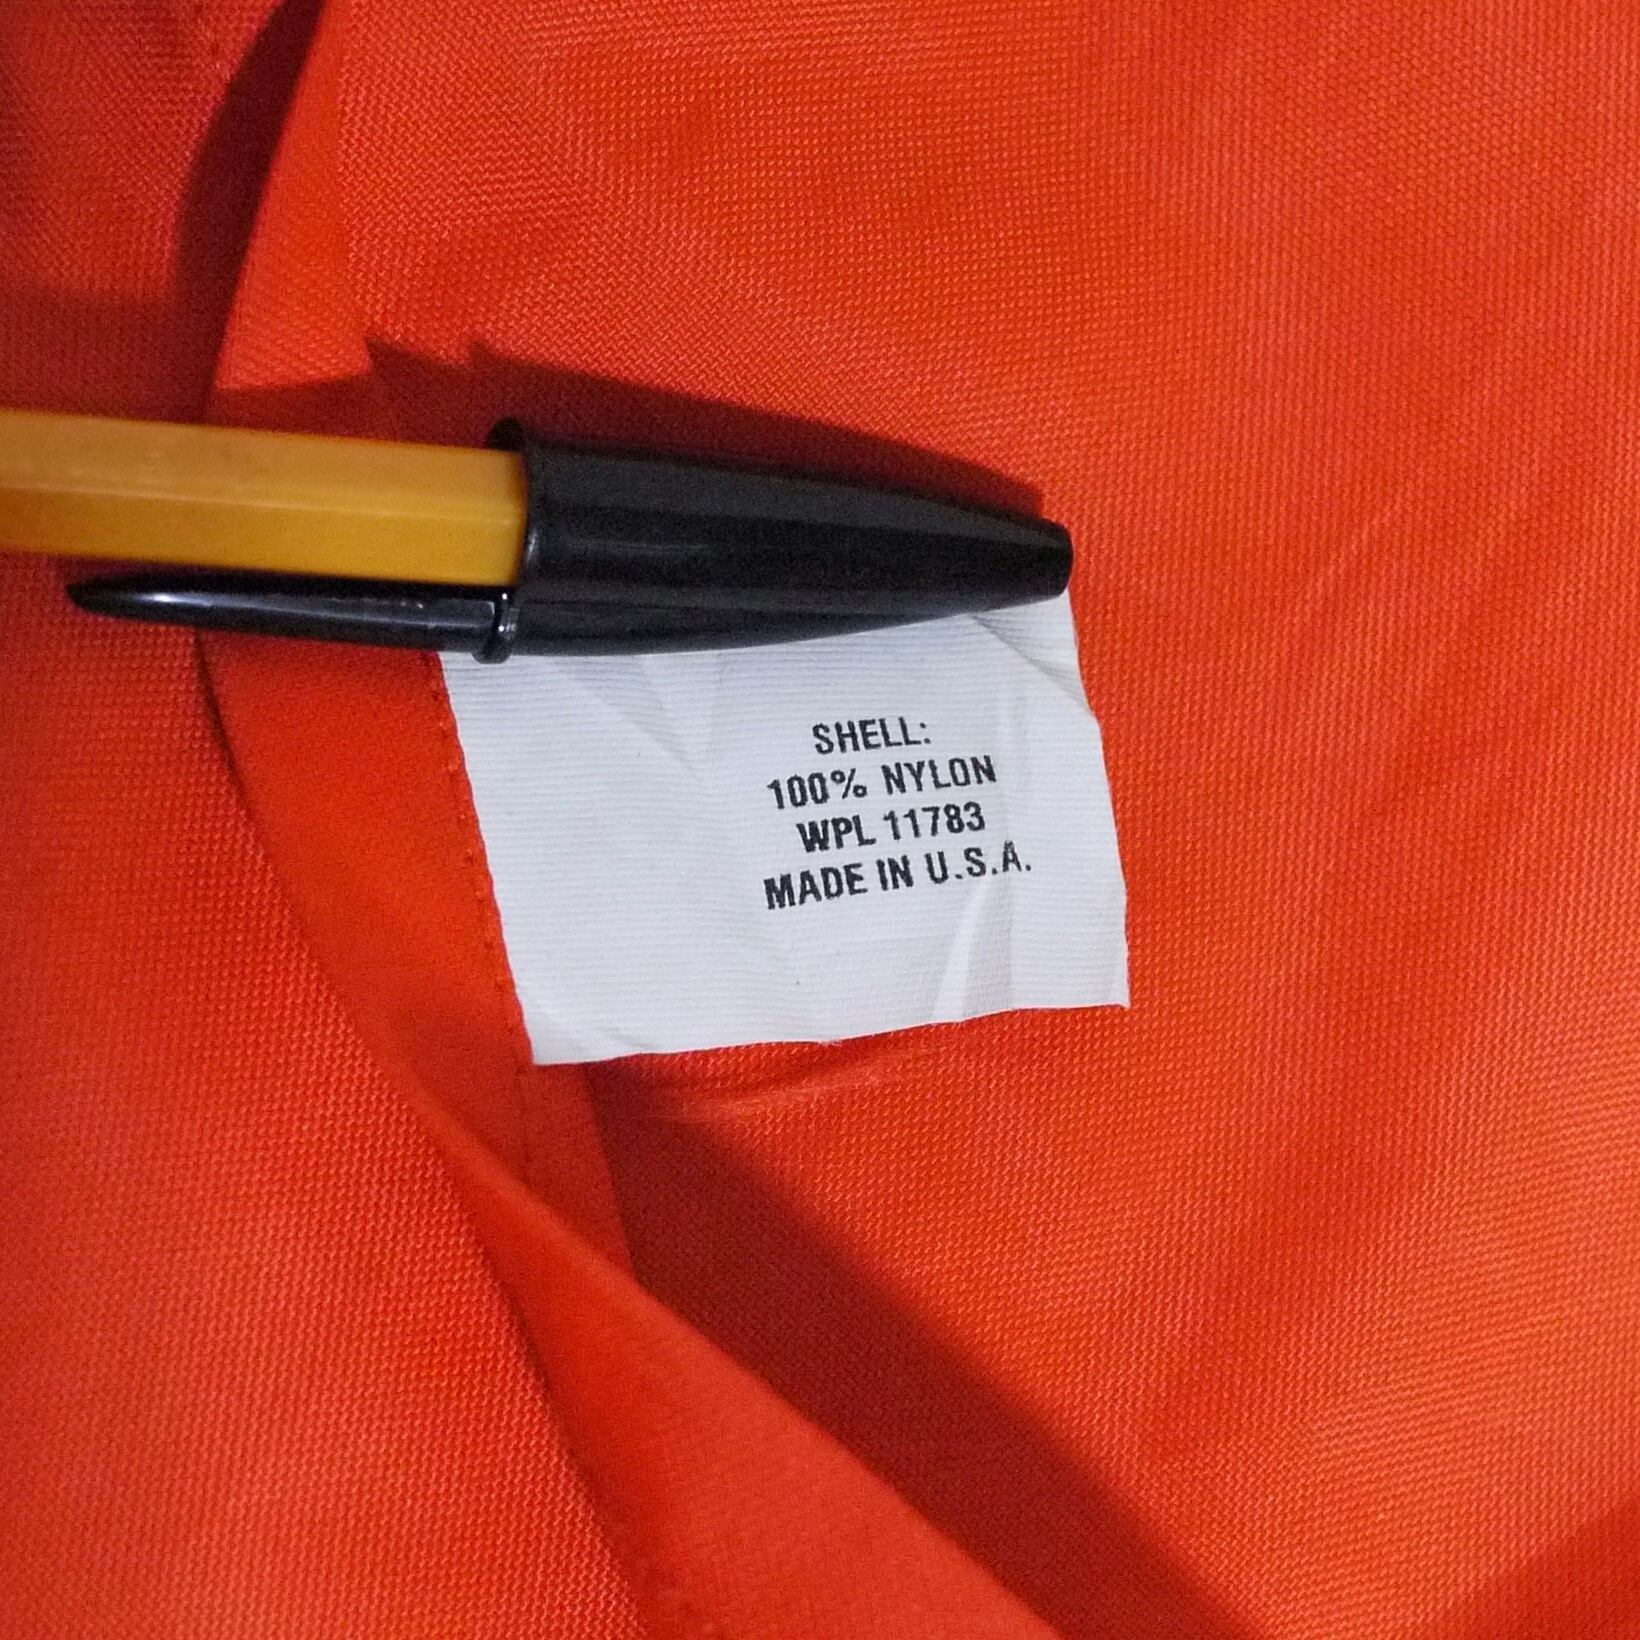 SHELL:
100% NYLON
WPL 11783
MADE IN U.S.A.